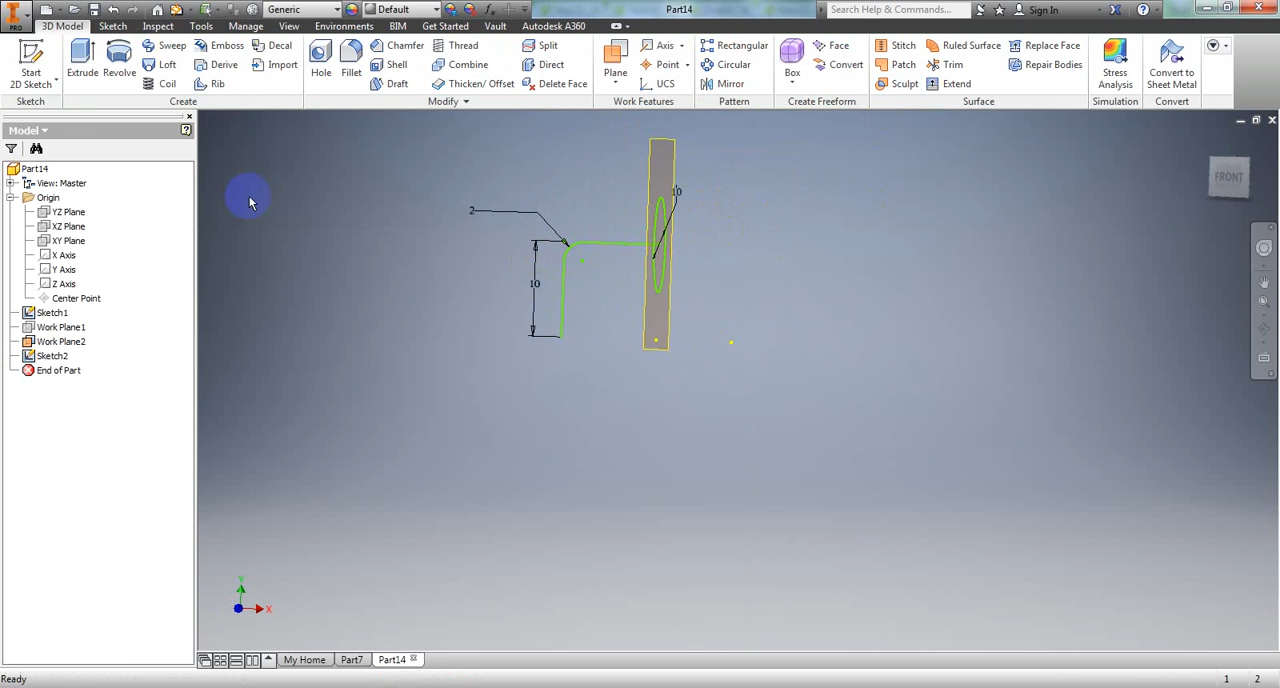 PRO Generic Default Part14 Search Help & Commands... Sign In
3D Model Sketch Inspect Tools Manage View Environments BIM Get Started Vault Autodesk A360
Start 2D Sketch Extrude Revolve Sweep Emboss Decal Hole Fillet Chamfer Thread Split Plane Axis Rectangular Box Face Stitch Ruled Surface Replace Face Stress Analysis Convert to Sheet Metal
Loft Derive Import Shell Combine Direct Point Circular Convert Patch Trim Repair Bodies
Coil Rib Draft Thicken/ Offset Delete Face UCS Mirror Sculpt Extend
Sketch Create Modify Work Features Pattern Create Freeform Surface Simulation Convert
Model
Part14
View: Master
Origin
YZ Plane
XZ Plane
XY Plane
X Axis
Y Axis
Z Axis
Center Point
Sketch1
Work Plane1
Work Plane2
Sketch2
End of Part
10
2
10
FRONT
Y
X
My Home Part7 Part14
Ready 1 2